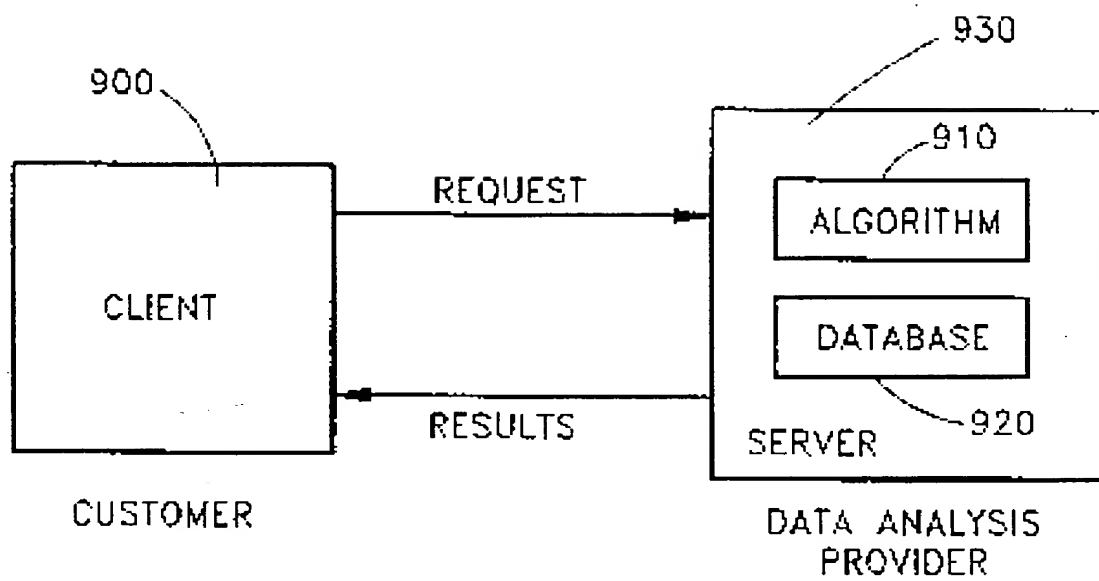 930
900
910
REQUEST
ALGORITHM
CLIENT
DATABASE
RESULTS
920
SERVER
CUSTOMER
DATA ANALYSIS
PROVIDER